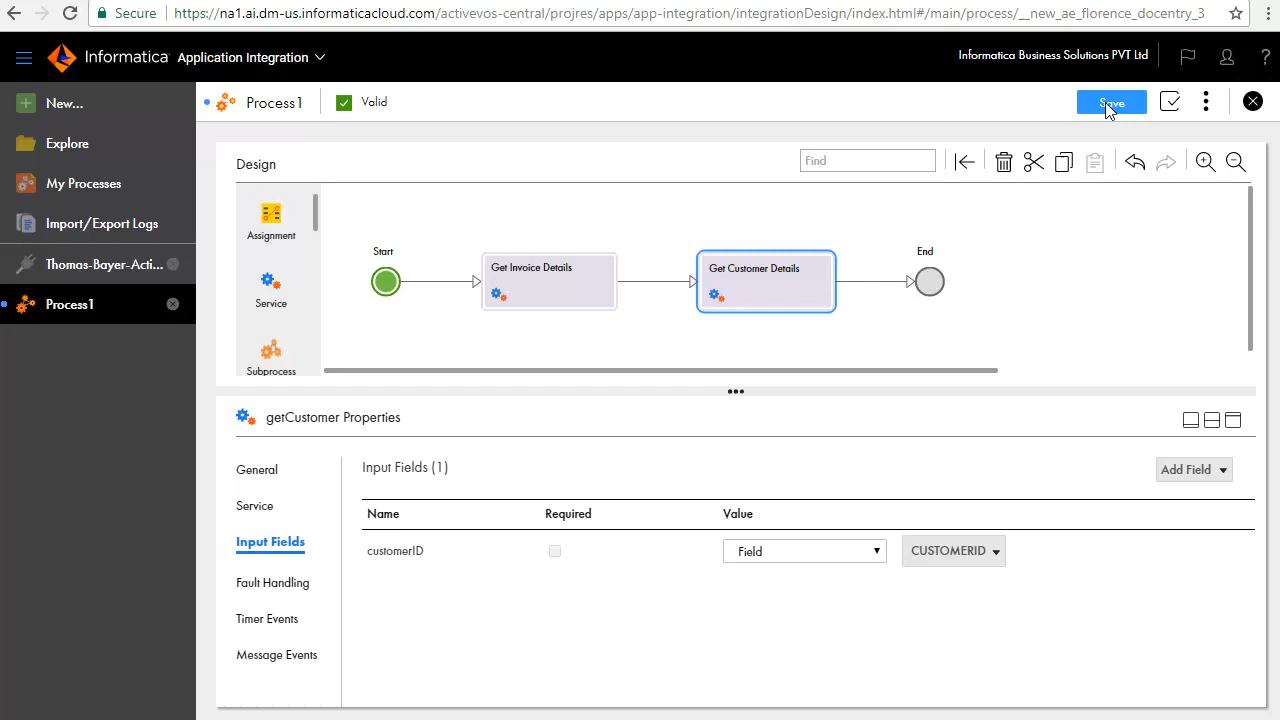 Secure
https://na1.ai.dm-us.informaticacloud.com/activevos-central/projres/apps/app-integration/integrationDesign/index.html#/main/process/__new_ae_florence_docentry_3
Informatica Application Integration
Informatica Business Solutions PVT Ltd
?
New...
Explore
My Processes
Import/Export Logs
Thomas-Bayer-Acti...
Process1
Process1
Valid
Save
Design
Find
Assignment
Service
Subprocess
Start
Get Invoice Details
Get Customer Details
End
getCustomer Properties
General
Service
Input Fields
Fault Handling
Timer Events
Message Events
Input Fields (1)
Add Field
Name Required Value
customerID Field CUSTOMERID